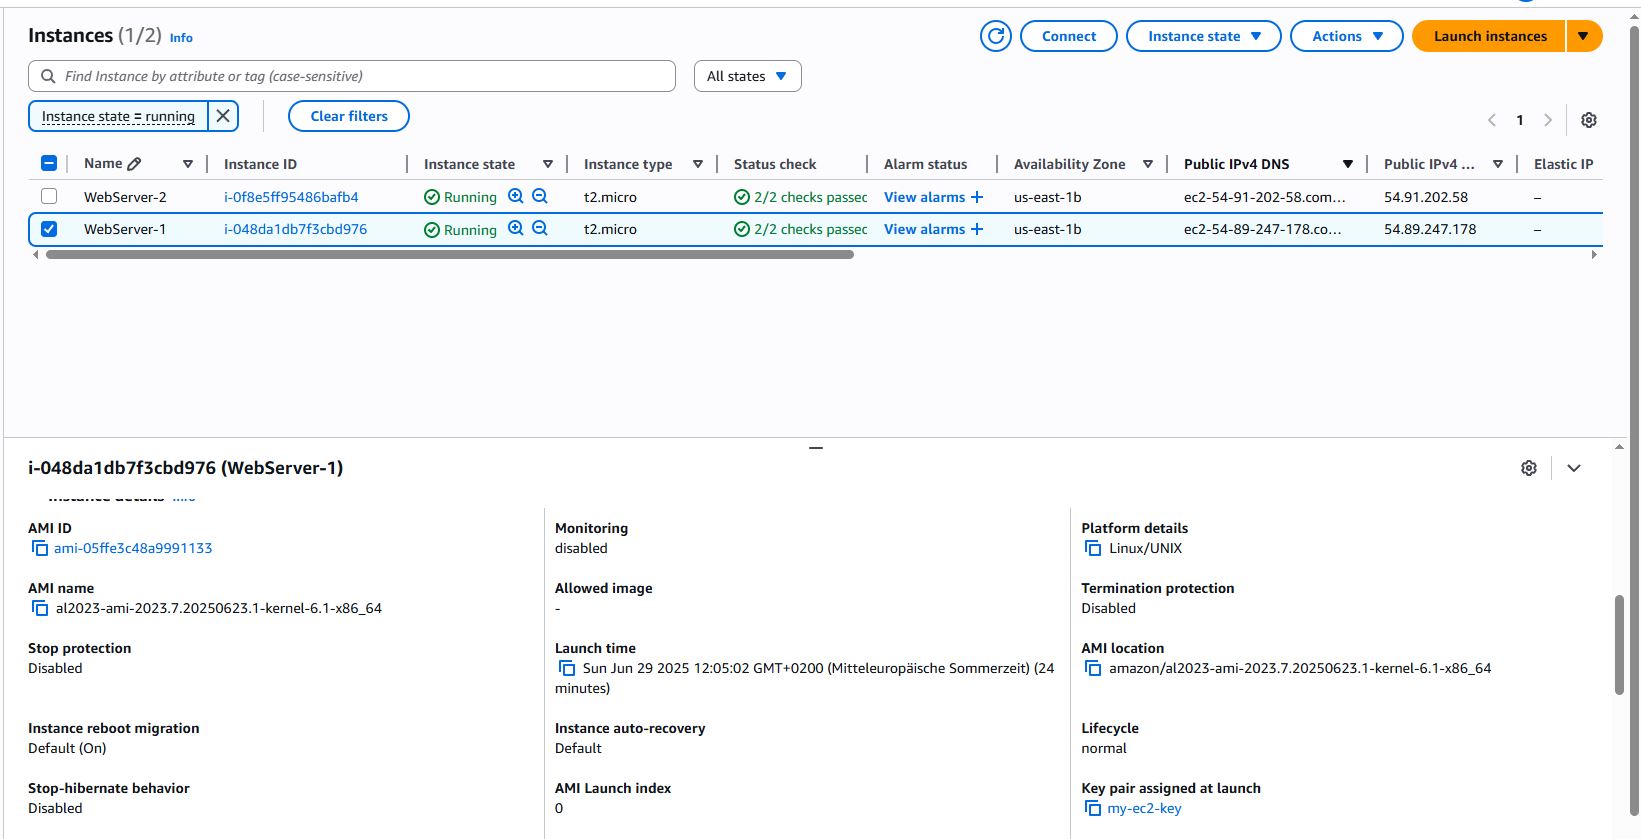 Instances (1/2) Info
Connect
Instance state
Actions
Launch instances
Find Instance by attribute or tag (case-sensitive)
All states
Instance state = running
Clear filters
1
Name Instance ID Instance state Instance type Status check Alarm status Availability Zone Public IPv4 DNS Public IPv4 ... Elastic IP
WebServer-2 i-0f8e5ff95486bafb4 Running t2.micro 2/2 checks passed View alarms + us-east-1b ec2-54-91-202-58.com... 54.91.202.58 –
WebServer-1 i-048da1db7f3cbd976 Running t2.micro 2/2 checks passed View alarms + us-east-1b ec2-54-89-247-178.co... 54.89.247.178 –
i-048da1db7f3cbd976 (WebServer-1)
Instance details Info
AMI ID
ami-05ffe3c48a9991133
Monitoring
disabled
Platform details
Linux/UNIX
AMI name
al2023-ami-2023.7.20250623.1-kernel-6.1-x86_64
Allowed image
-
Termination protection
Disabled
Stop protection
Disabled
Launch time
Sun Jun 29 2025 12:05:02 GMT+0200 (Mitteleuropäische Sommerzeit) (24
minutes)
AMI location
amazon/al2023-ami-2023.7.20250623.1-kernel-6.1-x86_64
Instance reboot migration
Default (On)
Instance auto-recovery
Default
Lifecycle
normal
Stop-hibernate behavior
Disabled
AMI Launch index
0
Key pair assigned at launch
my-ec2-key